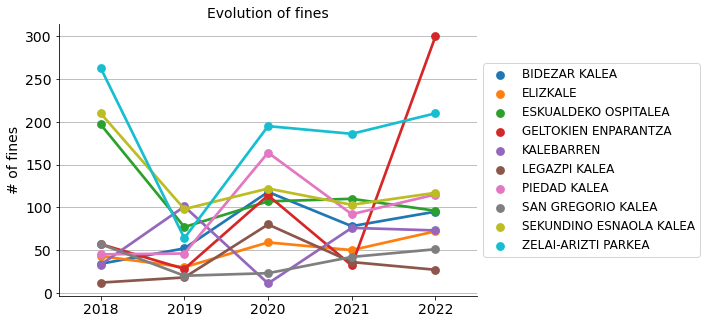 Evolution of fines
# of fines
300
250
200
150
100
50
0
2018 2019 2020 2021 2022
BIDEZAR KALEA
ELIZKALE
ESKUALDEKO OSPITALEA
GELTOKIEN ENPARANTZA
KALEBARREN
LEGAZPI KALEA
PIEDAD KALEA
SAN GREGORIO KALEA
SEKUNDINO ESNAOLA KALEA
ZELAI-ARIZTI PARKEA